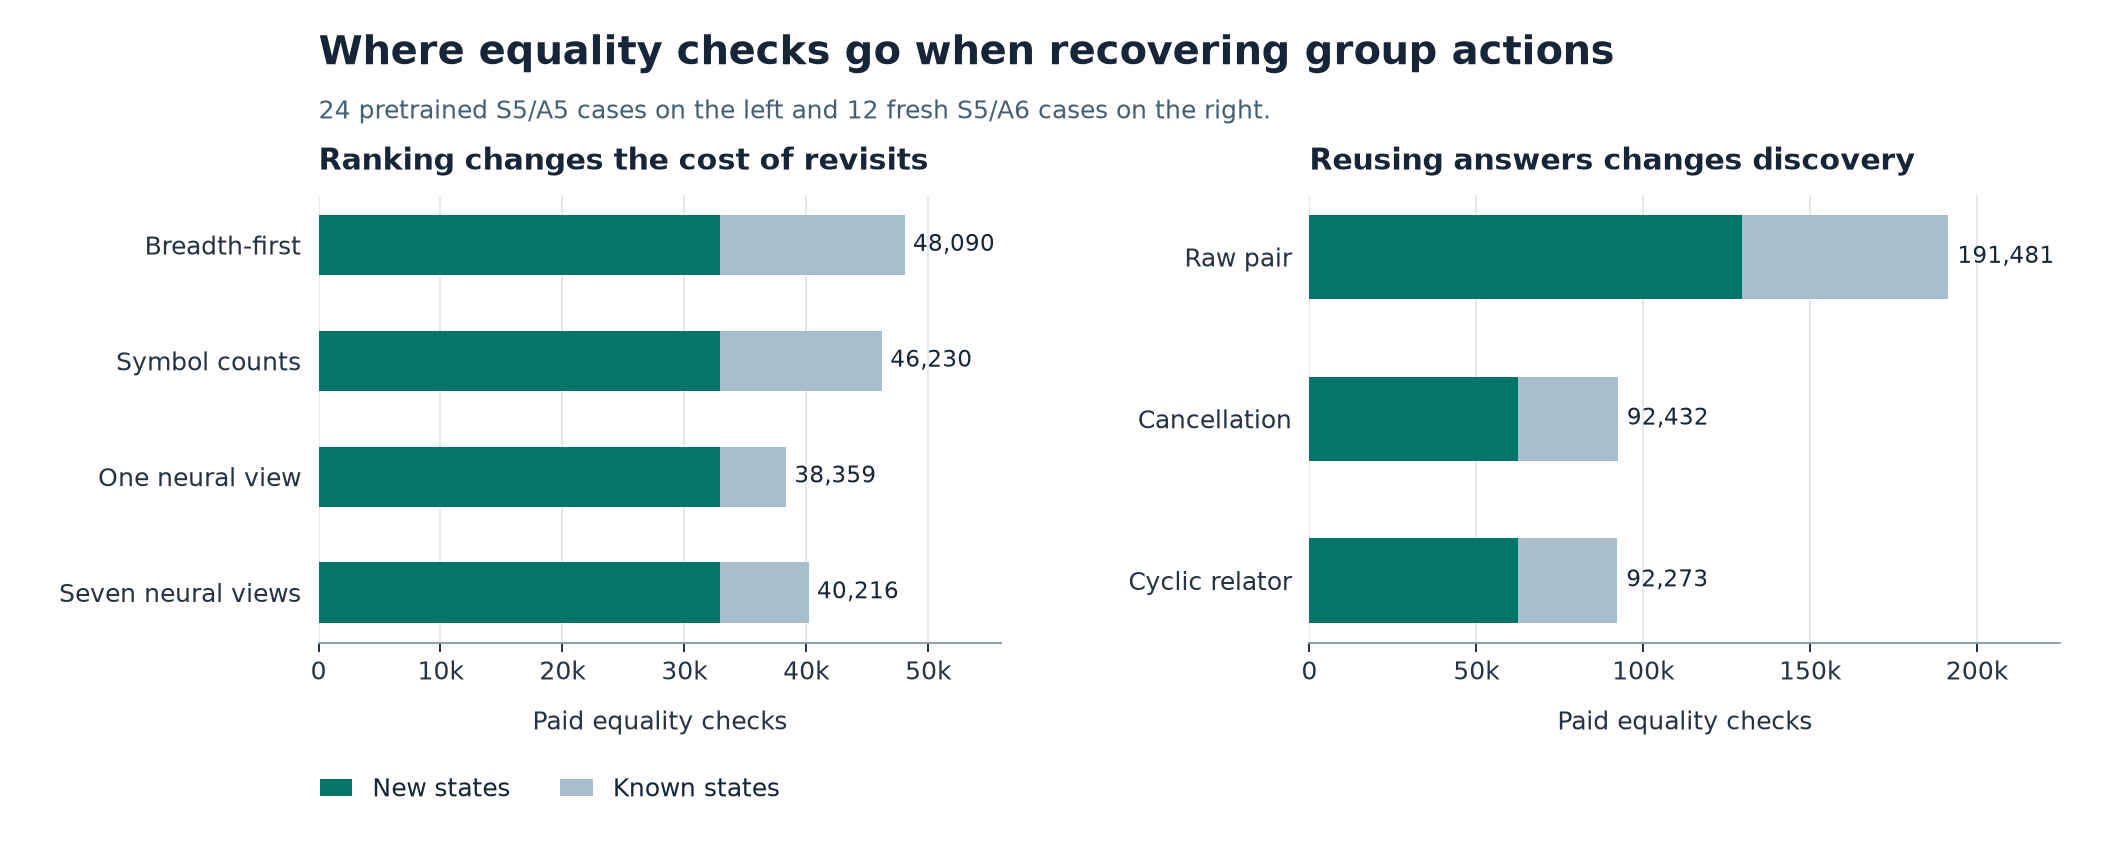 Where equality checks go when recovering group actions
24 pretrained S5/A5 cases on the left and 12 fresh S5/A6 cases on the right.
Ranking changes the cost of revisits
Breadth-first
48,090
Symbol counts
46,230
One neural view
38,359
Seven neural views
40,216
0 10k 20k 30k 40k 50k
Paid equality checks
New states
Known states
Reusing answers changes discovery
Raw pair
191,481
Cancellation
92,432
Cyclic relator
92,273
0 50k 100k 150k 200k
Paid equality checks